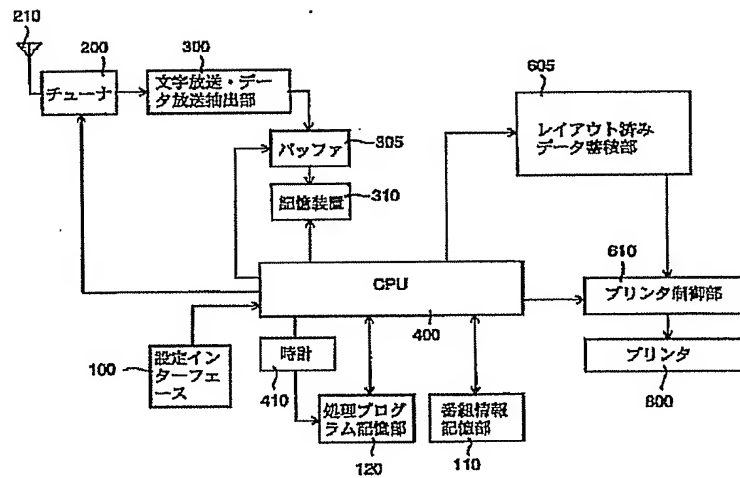 210
200
チューナ
300
文字放送・デー
タ放送抽出部
バッファ
305
記憶装置
310
605
レイアウト済み
データ蓄積部
CPU
400
610
プリンタ制御部
プリンタ
600
100
設定インターフェース
時計
410
処理プログ
ラム記憶部
120
番組情報
記憶部
110